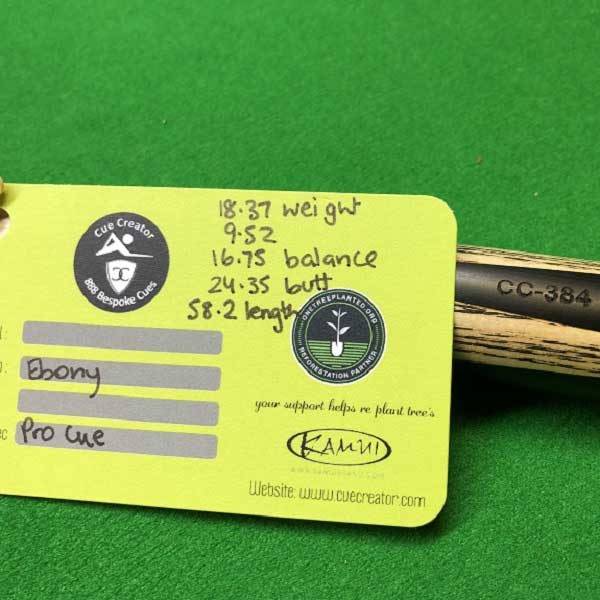 Cue Creator
CC
888 Bespoke Cues
18.37 weight
9.52
16.75 balance
24.35 butt
58.2 length
ONETREEPLANTED.ORG
REFORESTATION PARTNER
Ebony
Pro Cue
your support helps re plant tree's
KAMUI
Website: www.cuecreator.com
CC-384